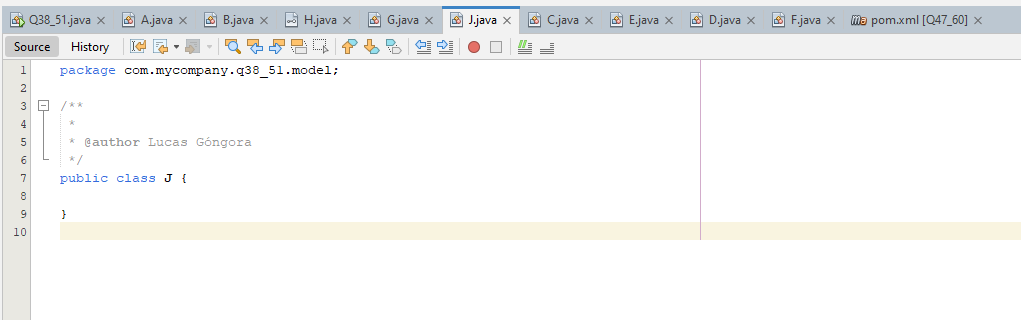 Q38_51.java A.java B.java H.java G.java J.java C.java E.java D.java F.java pom.xml [Q47_60]
Source History
1 package com.mycompany.q38_51.model;
2
3 /**
4 *
5 * @author Lucas Góngora
6 */
7 public class J {
8
9 }
10